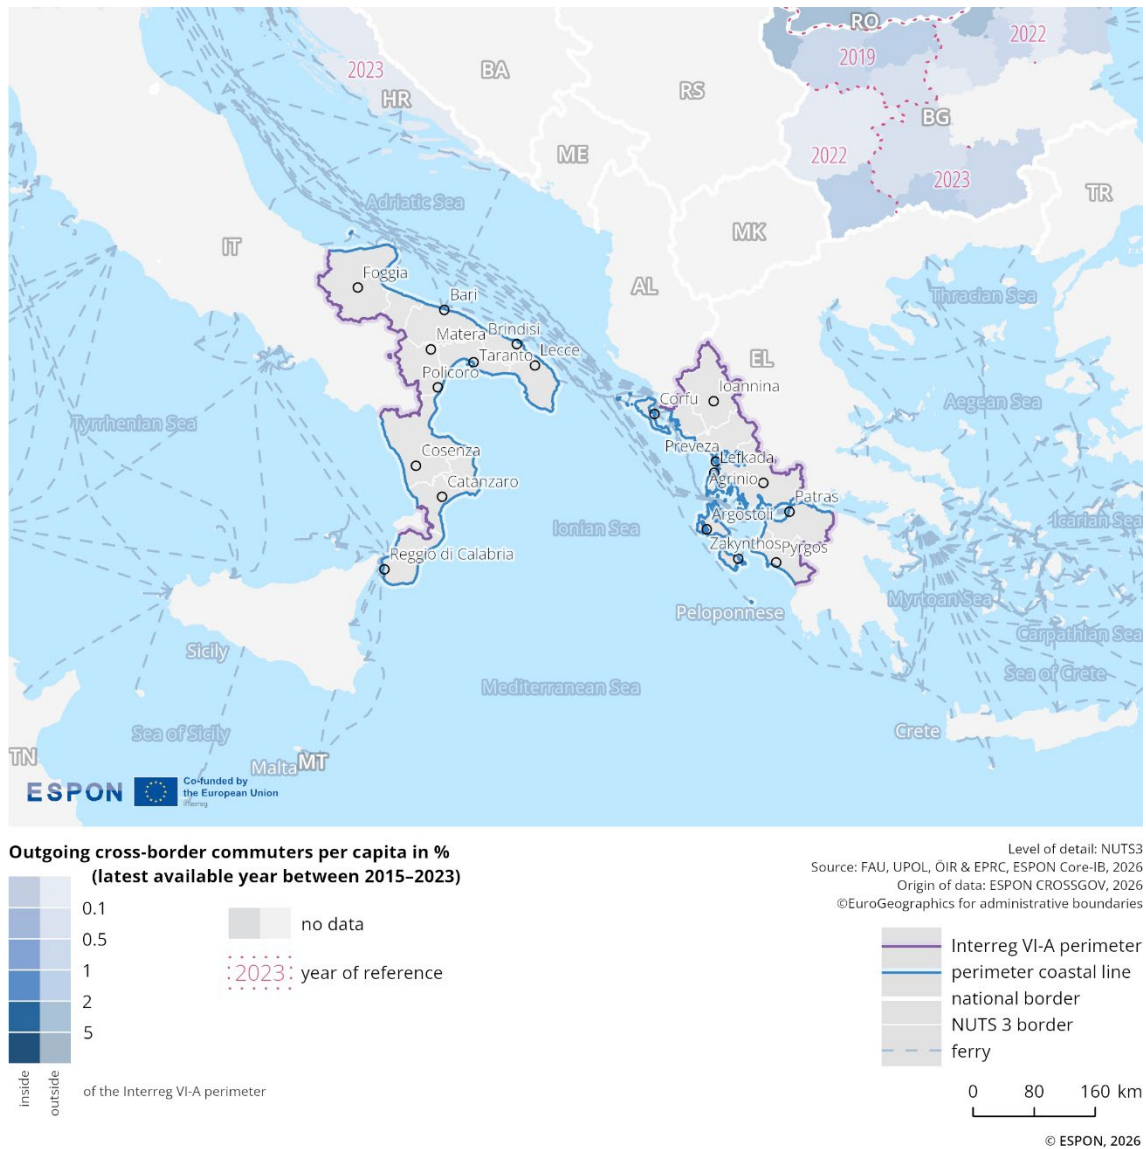 RO
2022
2019
2023
BA
HR
RS
BG
ME
2022
2023
TR
Adriatic Sea
MK
IT
AL
Foggia
Thracian Sea
Bari
Matera
Brindisi
Taranto
Lecce
EL
Policoro
Ioannina
Corfu
Aegean Sea
Tyrrhenian Sea
Preveza
Lefkada
Cosenza
Agrinio
Catanzaro
Patras
Argostoli
Ionian Sea
Icarian Sea
Zakynthos
Pyrgos
Reggio di Calabria
Myrtoan Sea
Peloponnese
Carpathian Sea
Sicily
Sea of Crete
Mediterranean Sea
Crete
Sea of Sicily
TN
Malta
MT
ESPON
Co-funded by
the European Union
Interreg
Outgoing cross-border commuters per capita in %
(latest available year between 2015–2023)
0.1
0.5
1
2
5
inside
outside
of the Interreg VI-A perimeter
no data
2023
year of reference
Level of detail: NUTS3
Source: FAU, UPOL, ÖIR & EPRC, ESPON Core-IB, 2026
Origin of data: ESPON CROSSGOV, 2026
©EuroGeographics for administrative boundaries
Interreg VI-A perimeter
perimeter coastal line
national border
NUTS 3 border
ferry
0 80 160 km
© ESPON, 2026